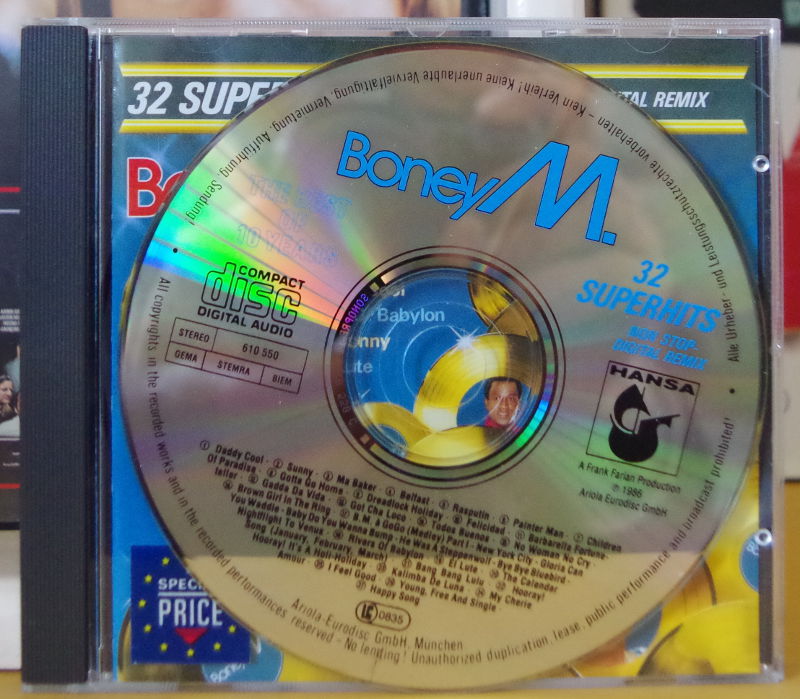 32 SUPER
TAL REMIX
Alle Urheber- und Leistungsschutzrechte vorbehalten - Kein Verleih! Keine unerlaubte Vervielfältigung, Vermietung, Aufführung, Sendung!
Boney M.
THE BEST
OF
10 YEARS
32
SUPERHITS
NON STOP-
DIGITAL REMIX
COMPACT
disc
DIGITAL AUDIO
STEREO 610 550
GEMA STEMRA BIEM
Babylon
nny
ute
HANSA
A Frank Farian Production
℗ 1986
Ariola Eurodisc GmbH
① Daddy Cool · ② Sunny · ③ Ma Baker · ④ Belfast · ⑤ Rasputin · ⑥ Painter Man · ⑦ Children
Of Paradise · ⑧ Gotta Go Home · ⑨ Dreadlock Holiday · ⑩ Felicidad · ⑪ Barbarella Fortune-
teller · ⑫ Gadda Da Vida · ⑬ Got Cha Loco · ⑭ Todos Buenos · ⑮ No Woman No Cry
⑯ Brown Girl In The Ring · ⑰ B.M A GoGo (Medley) Part I - New York City - Gloria Can
You Waddle - Baby Do You Wanna Bump - He Was A Steppenwolf - Bye Bye Bluebird -
Nightflight To Venus · ⑱ Rivers Of Babylon · ⑲ El Lute · ⑳ The Calendar
Song (January, February, March) · Bang Bang Lulu · Hooray!
Hooray! It's A Holi-Holiday · Kalimba De Luna · My Cherie
Amour · I Feel Good · Young, Free And Single ·
Happy Song
LC 0835
Ariola-Eurodisc GmbH, München
All copyrights in the recorded works and in the recorded performances reserved - No lending! Unauthorized duplication, lease, public performance and broadcast prohibited!
SPECI
PRICE
Boney